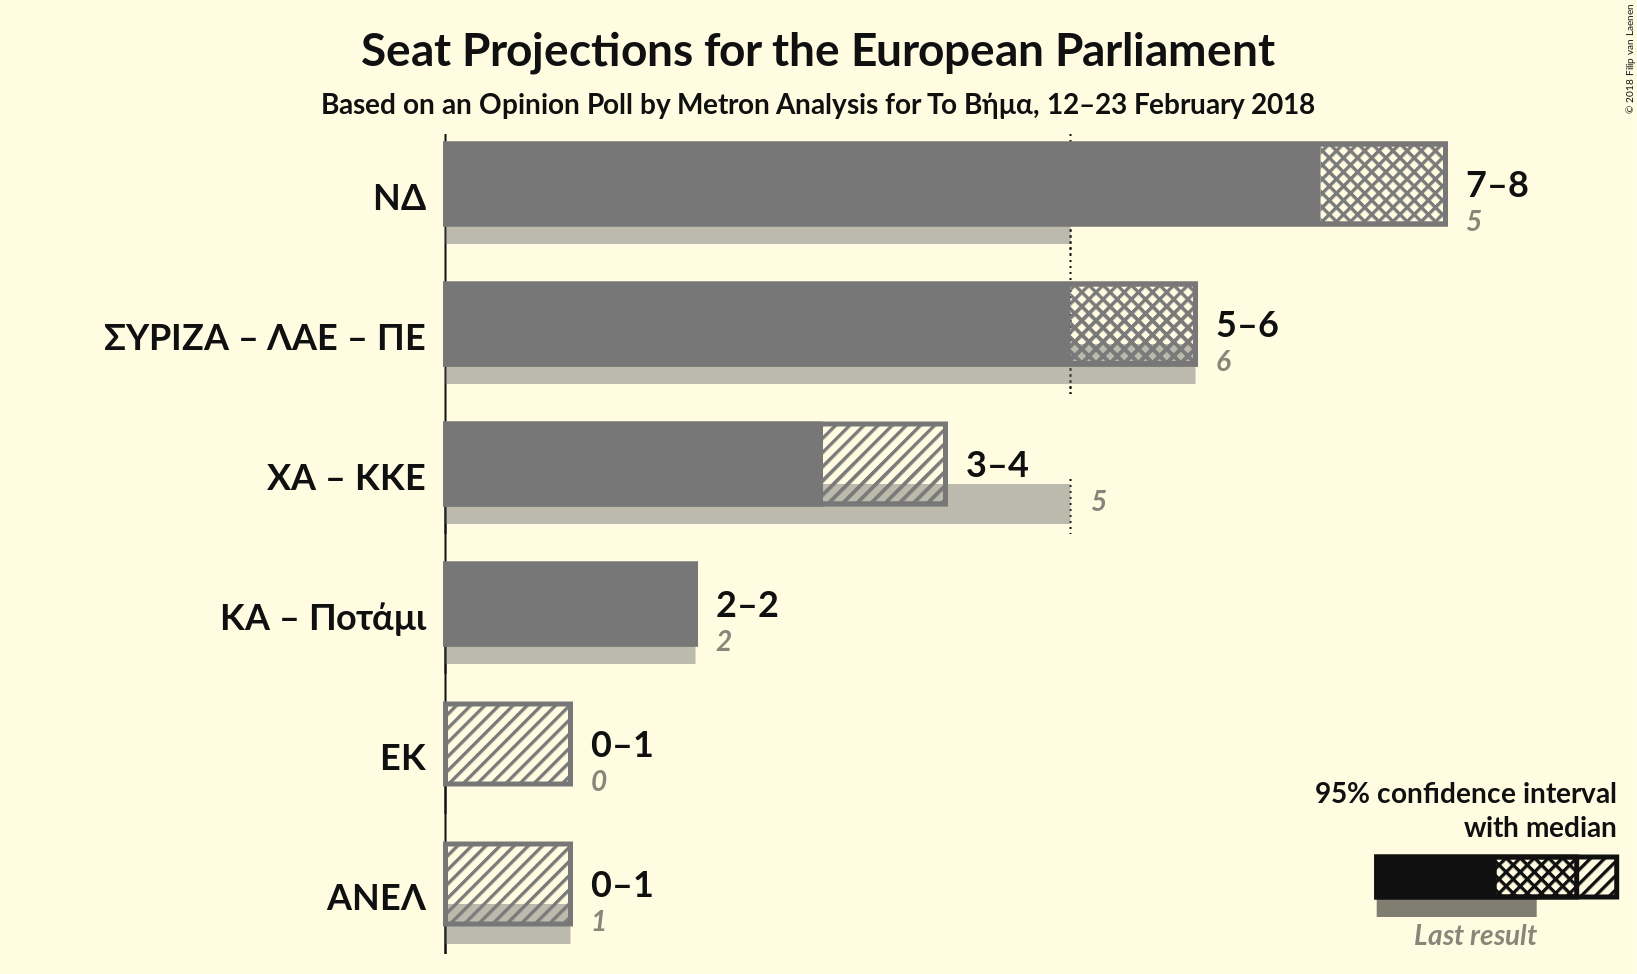 Seat Projections for the European Parliament
Based on an Opinion Poll by Metron Analysis for Το Βήμα, 12–23 February 2018
© 2018 Filip van Laenen
ΝΔ
7–8
5
ΣΥΡΙΖΑ – ΛΑΕ – ΠΕ
5–6
6
ΧΑ – ΚΚΕ
3–4
5
ΚΑ – Ποτάμι
2–2
2
ΕΚ
0–1
0
ΑΝΕΛ
0–1
1
95% confidence interval
with median
Last result